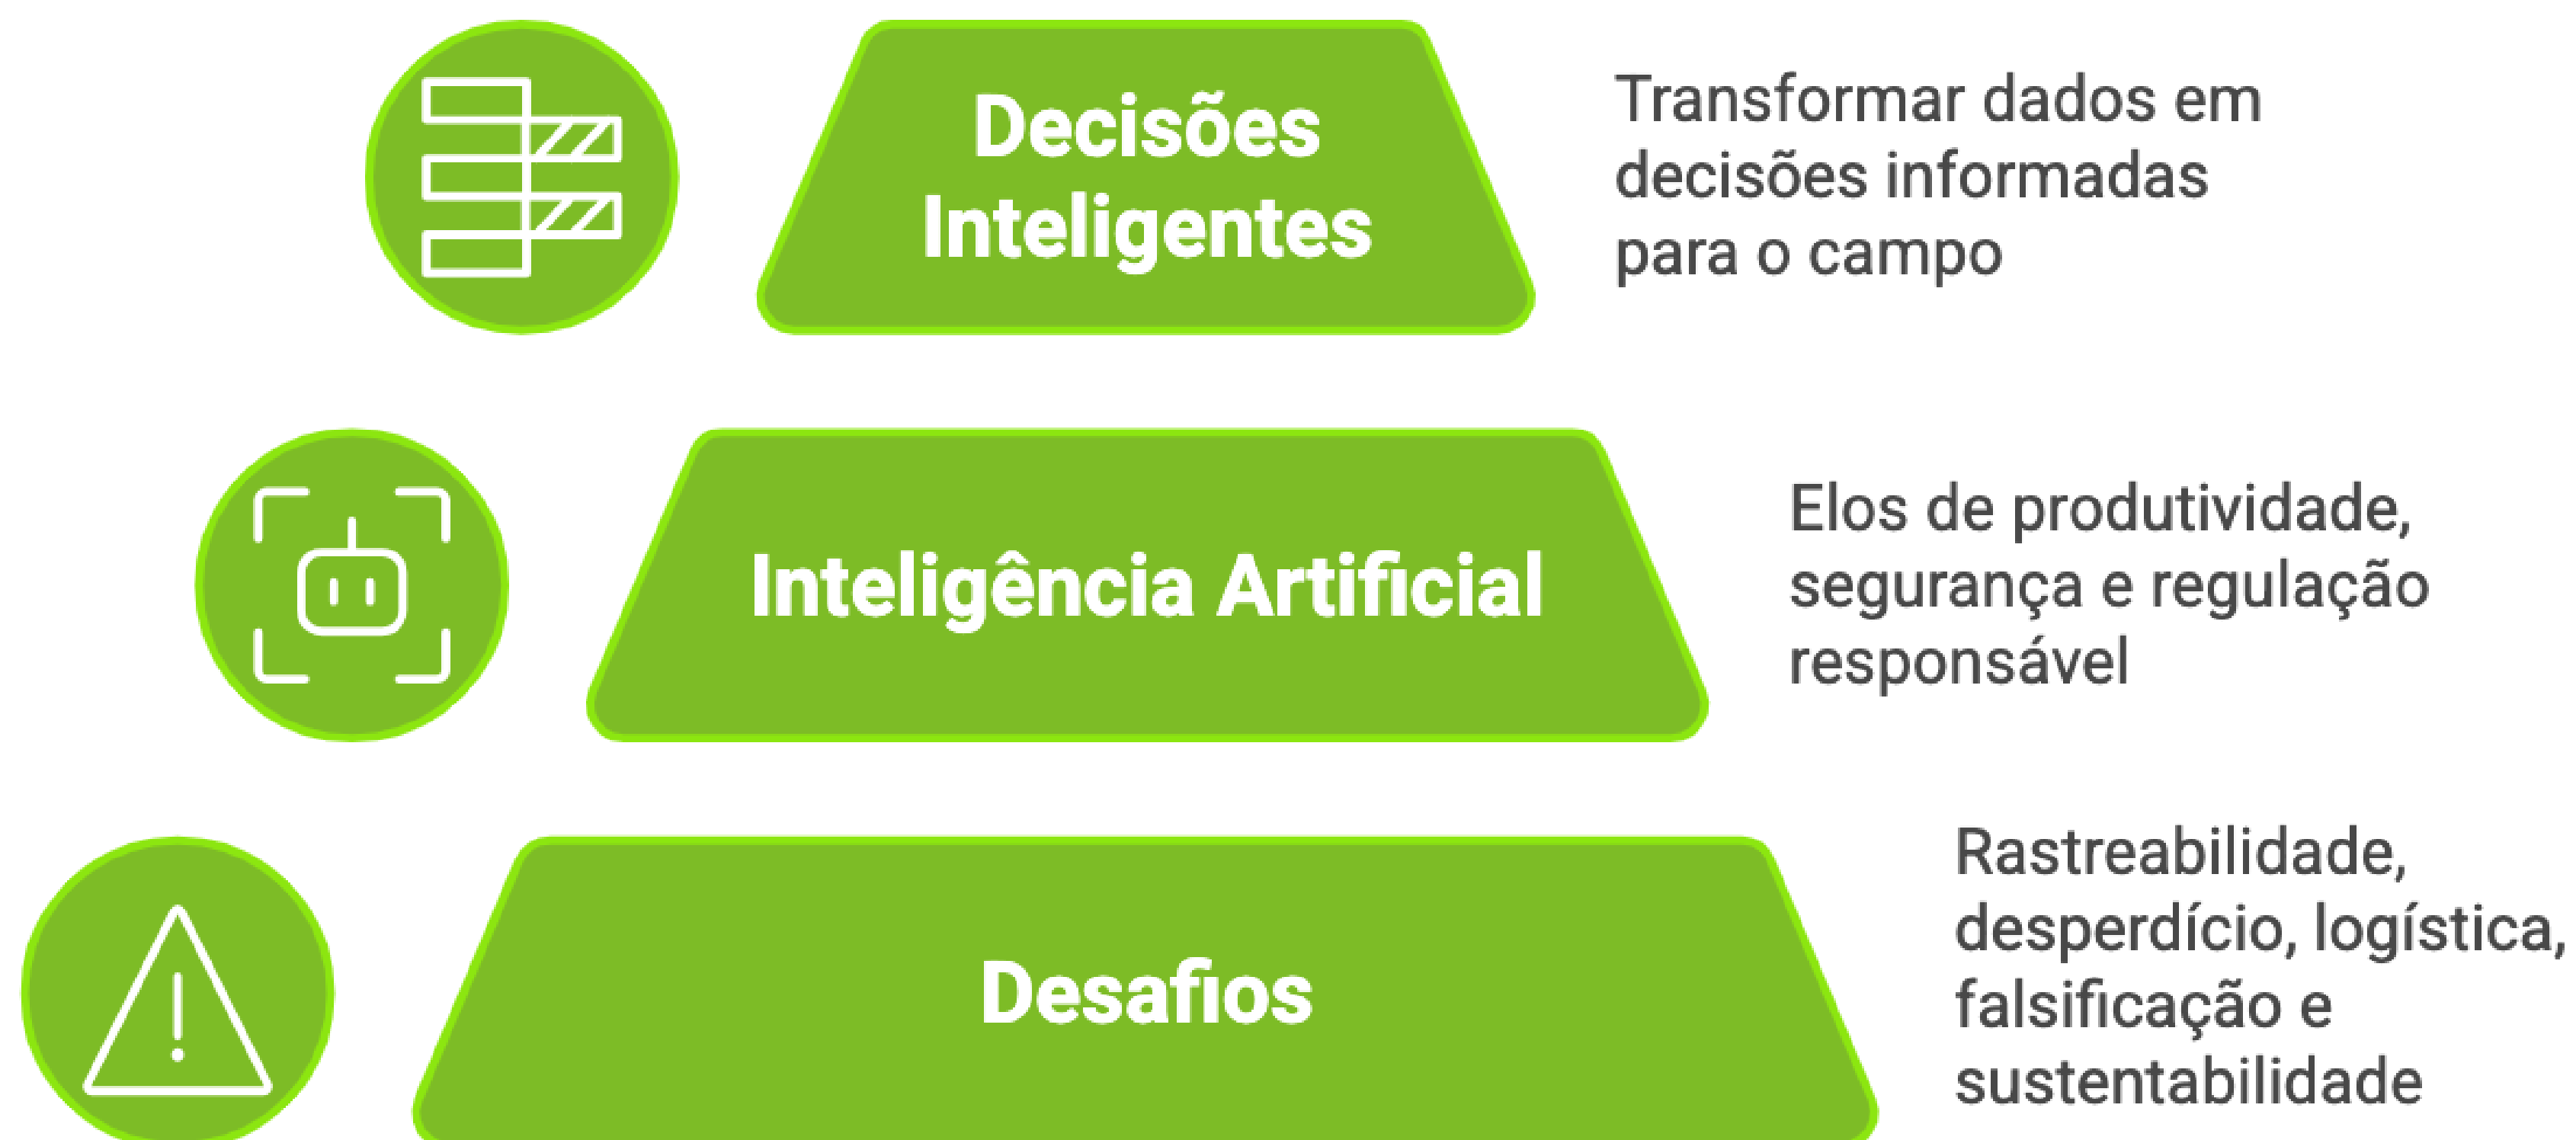 Decisões
Inteligentes
Transformar dados em
decisões informadas
para o campo
Inteligência Artificial
Elos de produtividade,
segurança e regulação
responsável
Desafios
Rastreabilidade,
desperdício, logística,
falsificação e
sustentabilidade